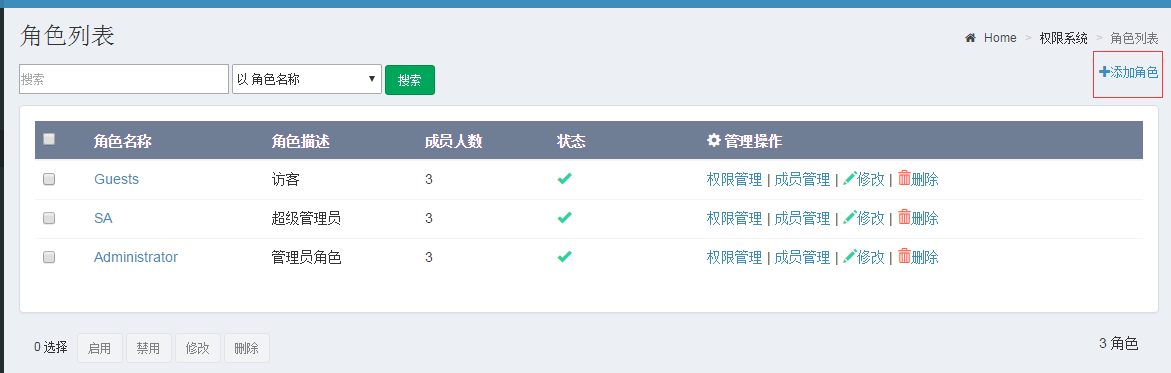 角色列表
Home > 权限系统 > 角色列表
搜索 以 角色名称 搜索 添加角色
角色名称 角色描述 成员人数 状态 管理操作
Guests 访客 3 权限管理 | 成员管理 | 修改 | 删除
SA 超级管理员 3 权限管理 | 成员管理 | 修改 | 删除
Administrator 管理员角色 3 权限管理 | 成员管理 | 修改 | 删除
0 选择 启用 禁用 修改 删除 3 角色